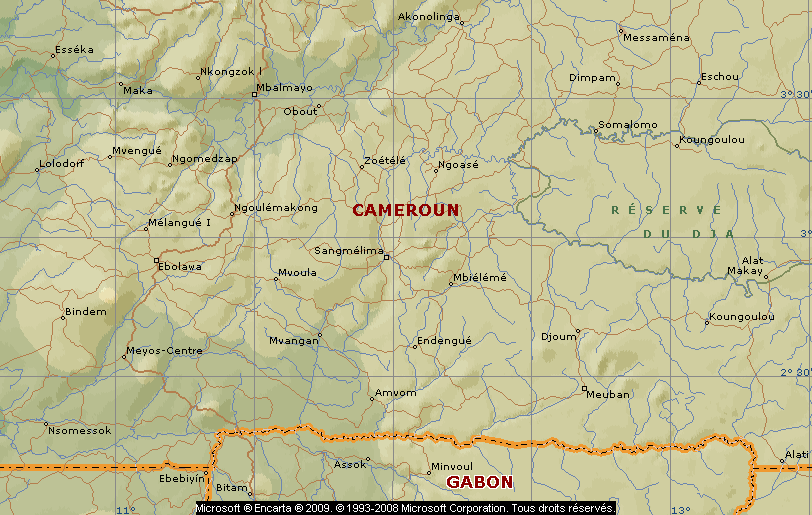 Akonolinga
Messaména
Esséka
Nkongzok I
Dimpam
Eschou
Maka
Mbalmayo
3° 30
Obout
Somalomo
Koungoulou
Mvengué
Ngomedzap
Zoétélé
Ngoasé
Lolodorf
Ngoulémakong
CAMEROUN
RÉSERVE
DU DJA
Mélangué I
3°
Sangmélima
Ebolawa
Mvoula
Mbiélémé
Alat
Makay
Bindem
Koungoulou
Mvangan
Endengué
Djoum
Meyos-Centre
2° 30
Amvom
Meuban
Nsomessok
Assok
Minvoul
Alati
Ebebiyin
Bitam
GABON
11°
13°
Microsoft ® Encarta ® 2009. © 1993-2008 Microsoft Corporation. Tous droits réservés.